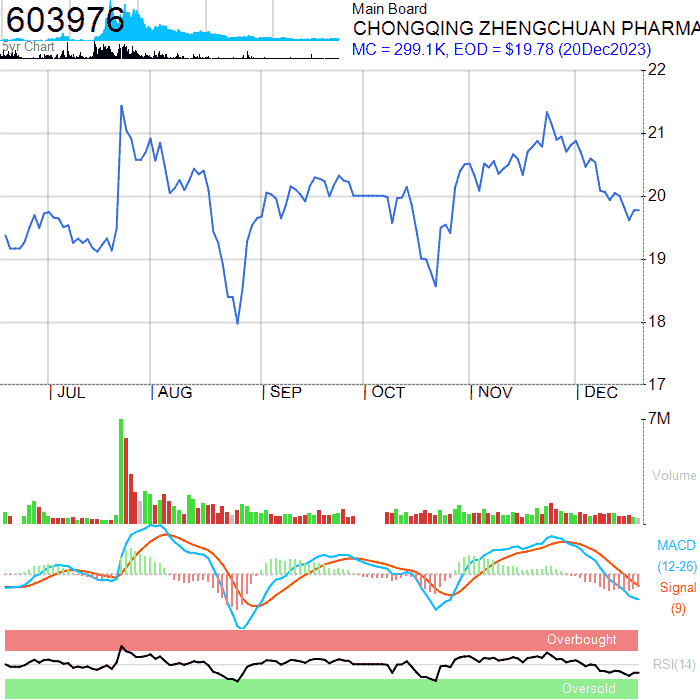 603976
5yr Chart
Main Board
CHONGQING ZHENGCHUAN PHARMA
MC = 299.1K, EOD = $19.78 (20Dec2023)
22
21
20
19
18
17
JUL AUG SEP OCT NOV DEC
7M
Volume
MACD
(12-26)
Signal
(9)
Overbought
RSI(14)
Oversold